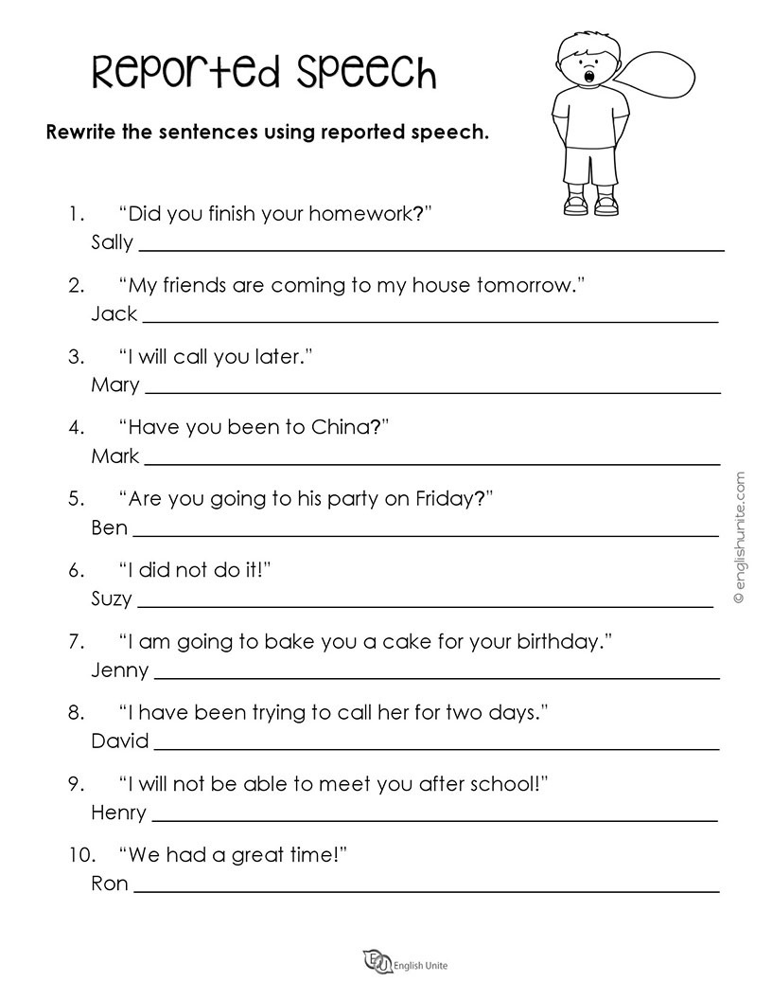 Reported Speech
Rewrite the sentences using reported speech.
1. “Did you finish your homework?”
Sally
2. “My friends are coming to my house tomorrow.”
Jack
3. “I will call you later.”
Mary
4. “Have you been to China?”
Mark
5. “Are you going to his party on Friday?”
Ben
6. “I did not do it!”
Suzy
7. “I am going to bake you a cake for your birthday.”
Jenny
8. “I have been trying to call her for two days.”
David
9. “I will not be able to meet you after school!”
Henry
10. “We had a great time!”
Ron
© englishunite.com
EU English Unite